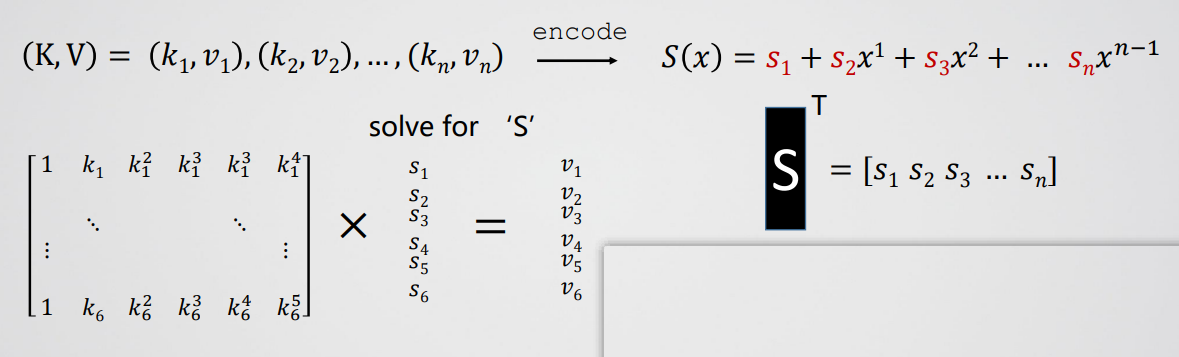 (K, V) = (k₁, v₁), (k₂, v₂), ..., (kₙ, vₙ) encode S(x) = s₁ + s₂x¹ + s₃x² + ... sₙxⁿ⁻¹
solve for ‘S’
1 k₁ k₁² k₁³ k₁³ k₁⁴
⋱ ⋱
⋮ ⋮
1 k₆ k₆² k₆³ k₆⁴ k₆⁵
×
s₁
s₂
s₃
s₄
s₅
s₆
=
v₁
v₂
v₃
v₄
v₅
v₆
S T = [s₁ s₂ s₃ ... sₙ]